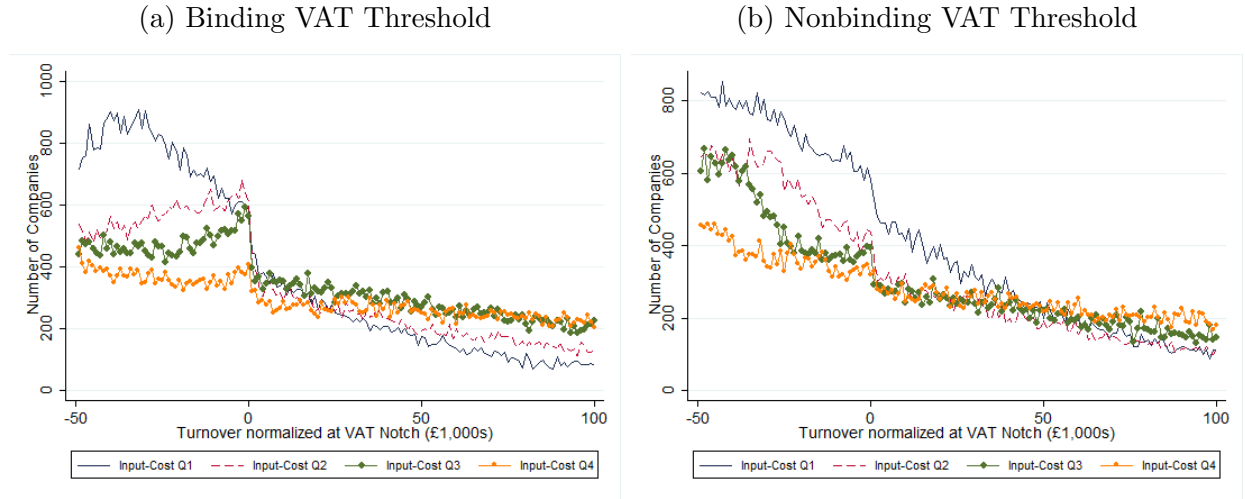 (a) Binding VAT Threshold
(b) Nonbinding VAT Threshold
Number of Companies
0 200 400 600 800 1000
-50 0 50 100
Turnover normalized at VAT Notch (£1,000s)
Input-Cost Q1 Input-Cost Q2 Input-Cost Q3 Input-Cost Q4
Number of Companies
0 200 400 600 800
-50 0 50 100
Turnover normalized at VAT Notch (£1,000s)
Input-Cost Q1 Input-Cost Q2 Input-Cost Q3 Input-Cost Q4